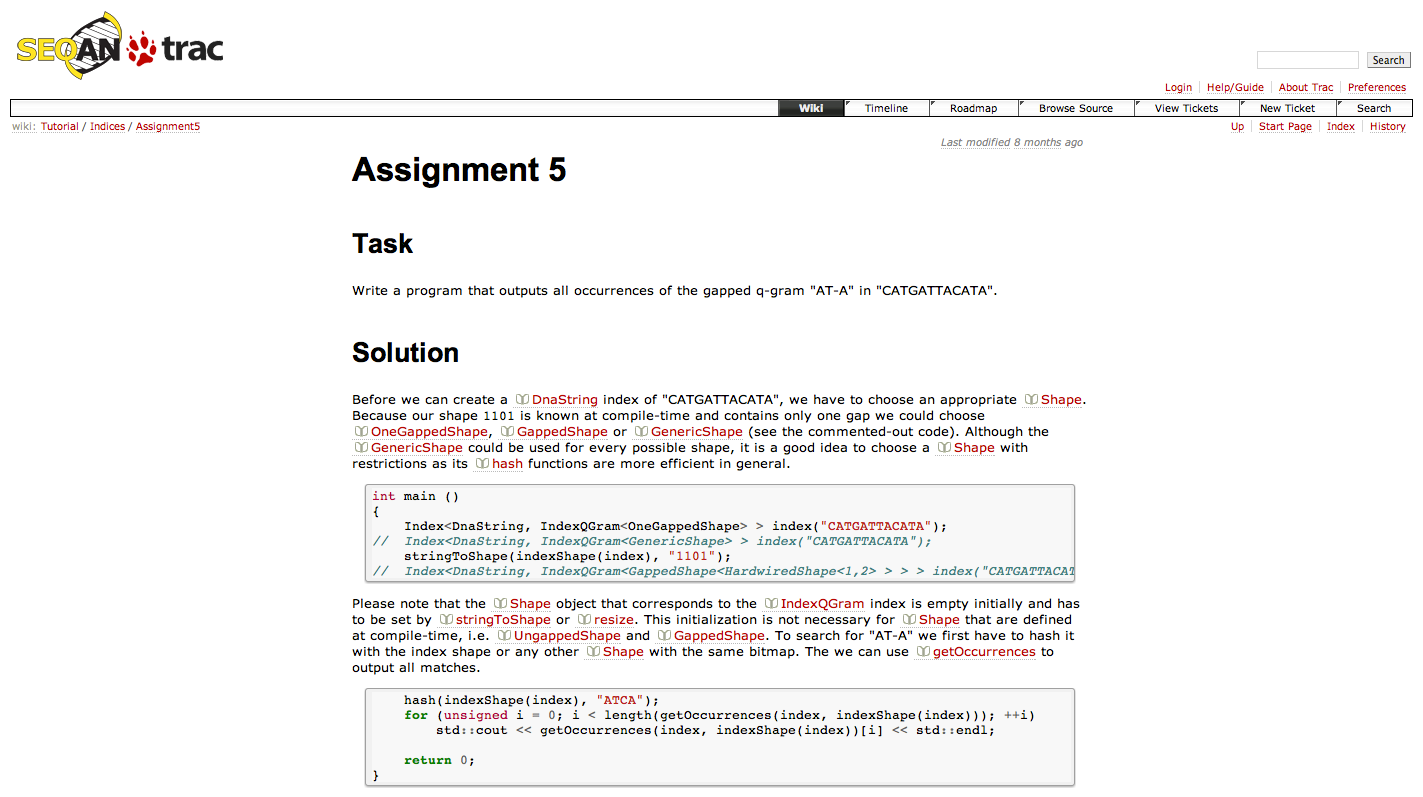 SEQAN trac
Search
Login Help/Guide About Trac Preferences
Wiki Timeline Roadmap Browse Source View Tickets New Ticket Search
wiki: Tutorial / Indices / Assignment5
Up Start Page Index History
Last modified 8 months ago
Assignment 5
Task
Write a program that outputs all occurrences of the gapped q-gram "AT-A" in "CATGATTACATA".
Solution
Before we can create a DnaString index of "CATGATTACATA", we have to choose an appropriate Shape.
Because our shape 1101 is known at compile-time and contains only one gap we could choose
OneGappedShape, GappedShape or GenericShape (see the commented-out code). Although the
GenericShape could be used for every possible shape, it is a good idea to choose a Shape with
restrictions as its hash functions are more efficient in general.
int main ()
{
    Index<DnaString, IndexQGram<OneGappedShape> > index("CATGATTACATA");
//  Index<DnaString, IndexQGram<GenericShape> > index("CATGATTACATA");
    stringToShape(indexShape(index), "1101");
//  Index<DnaString, IndexQGram<GappedShape<HardwiredShape<1,2> > > > index("CATGATTACAT
Please note that the Shape object that corresponds to the IndexQGram index is empty initially and has
to be set by stringToShape or resize. This initialization is not necessary for Shape that are defined
at compile-time, i.e. UngappedShape and GappedShape. To search for "AT-A" we first have to hash it
with the index shape or any other Shape with the same bitmap. The we can use getOccurrences to
output all matches.
    hash(indexShape(index), "ATCA");
    for (unsigned i = 0; i < length(getOccurrences(index, indexShape(index))); ++i)
        std::cout << getOccurrences(index, indexShape(index))[i] << std::endl;
    return 0;
}